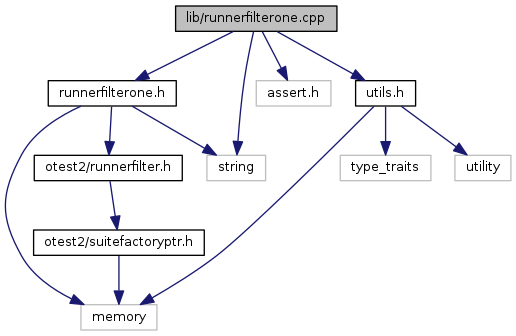 lib/runnerfilterone.cpp
runnerfilterone.h
assert.h
utils.h
otest2/runnerfilter.h
string
type_traits
utility
otest2/suitefactoryptr.h
memory